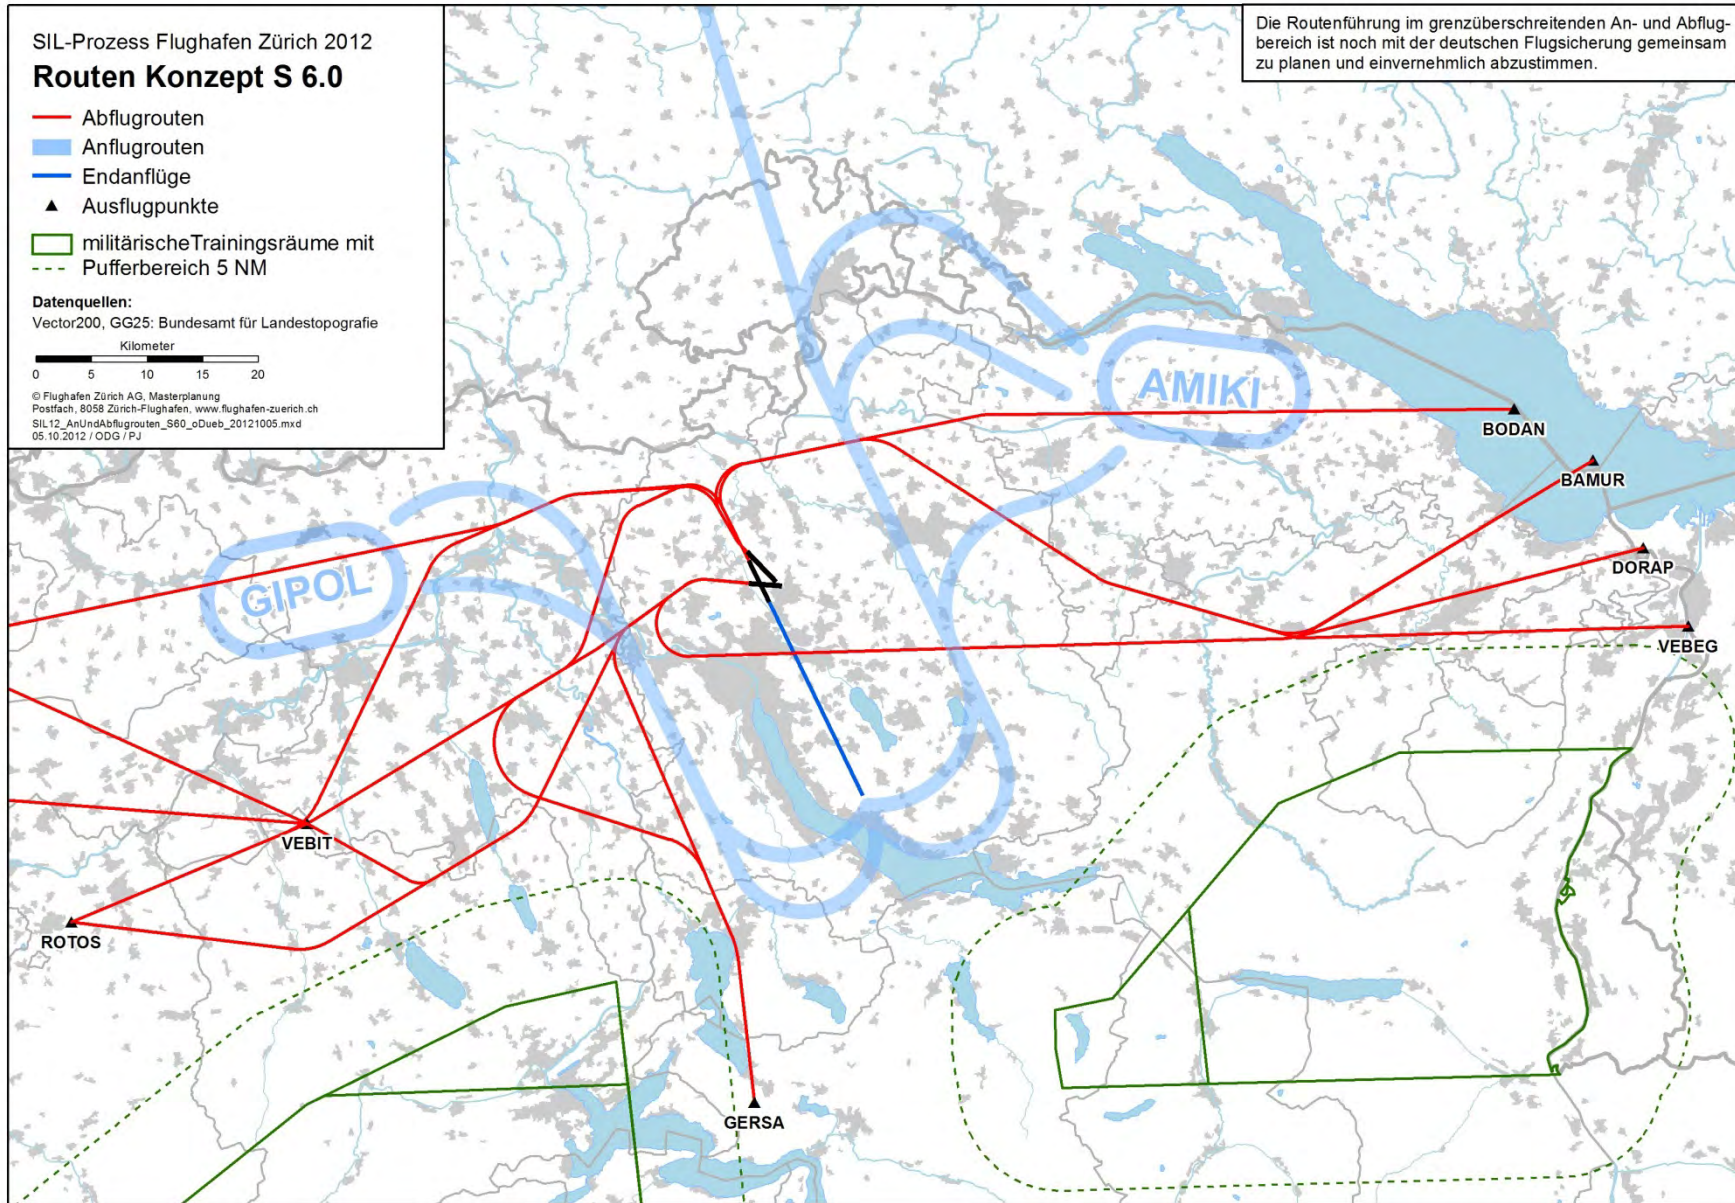 SIL-Prozess Flughafen Zürich 2012
Routen Konzept S 6.0
Abflugrouten
Anflugrouten
Endanflüge
Ausflugpunkte
militärischeTrainingsräume mit
Pufferbereich 5 NM
Datenquellen:
Vector200, GG25: Bundesamt für Landestopografie
Kilometer
0 5 10 15 20
© Flughafen Zürich AG, Masterplanung
Postfach, 8058 Zürich-Flughafen, www.flughafen-zuerich.ch
SIL12_AnUndAbflugrouten_S60_oDueb_20121005.mxd
05.10.2012 / ODG / PJ
Die Routenführung im grenzüberschreitenden An- und Abflug-
bereich ist noch mit der deutschen Flugsicherung gemeinsam
zu planen und einvernehmlich abzustimmen.
AMIKI
BODAN
BAMUR
DORAP
GIPOL
VEBEG
VEBIT
ROTOS
GERSA